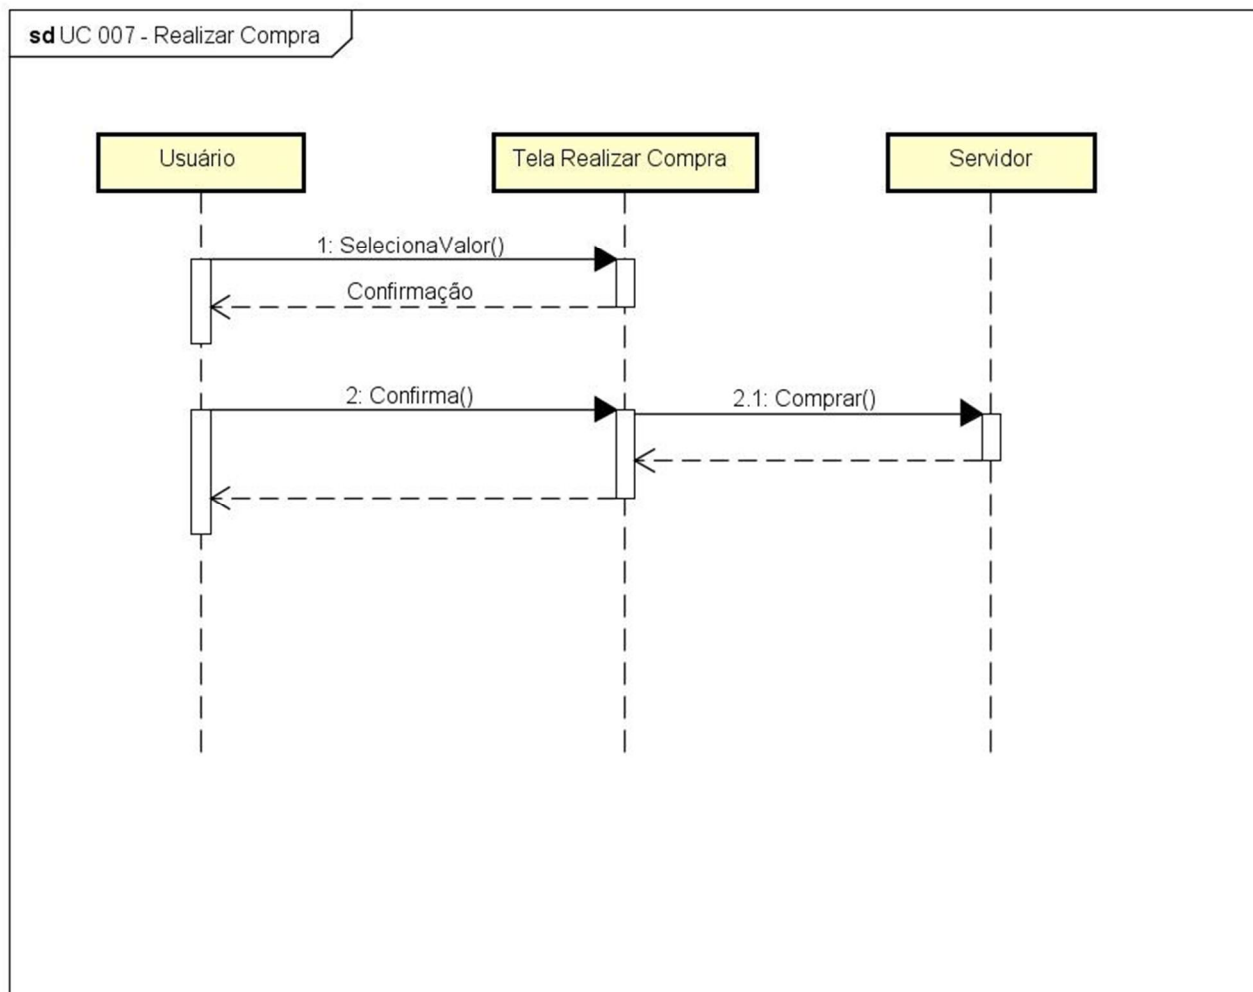 sd UC 007 - Realizar Compra
Usuário
Tela Realizar Compra
Servidor
1: SelecionaValor()
Confirmação
2: Confirma()
2.1: Comprar()